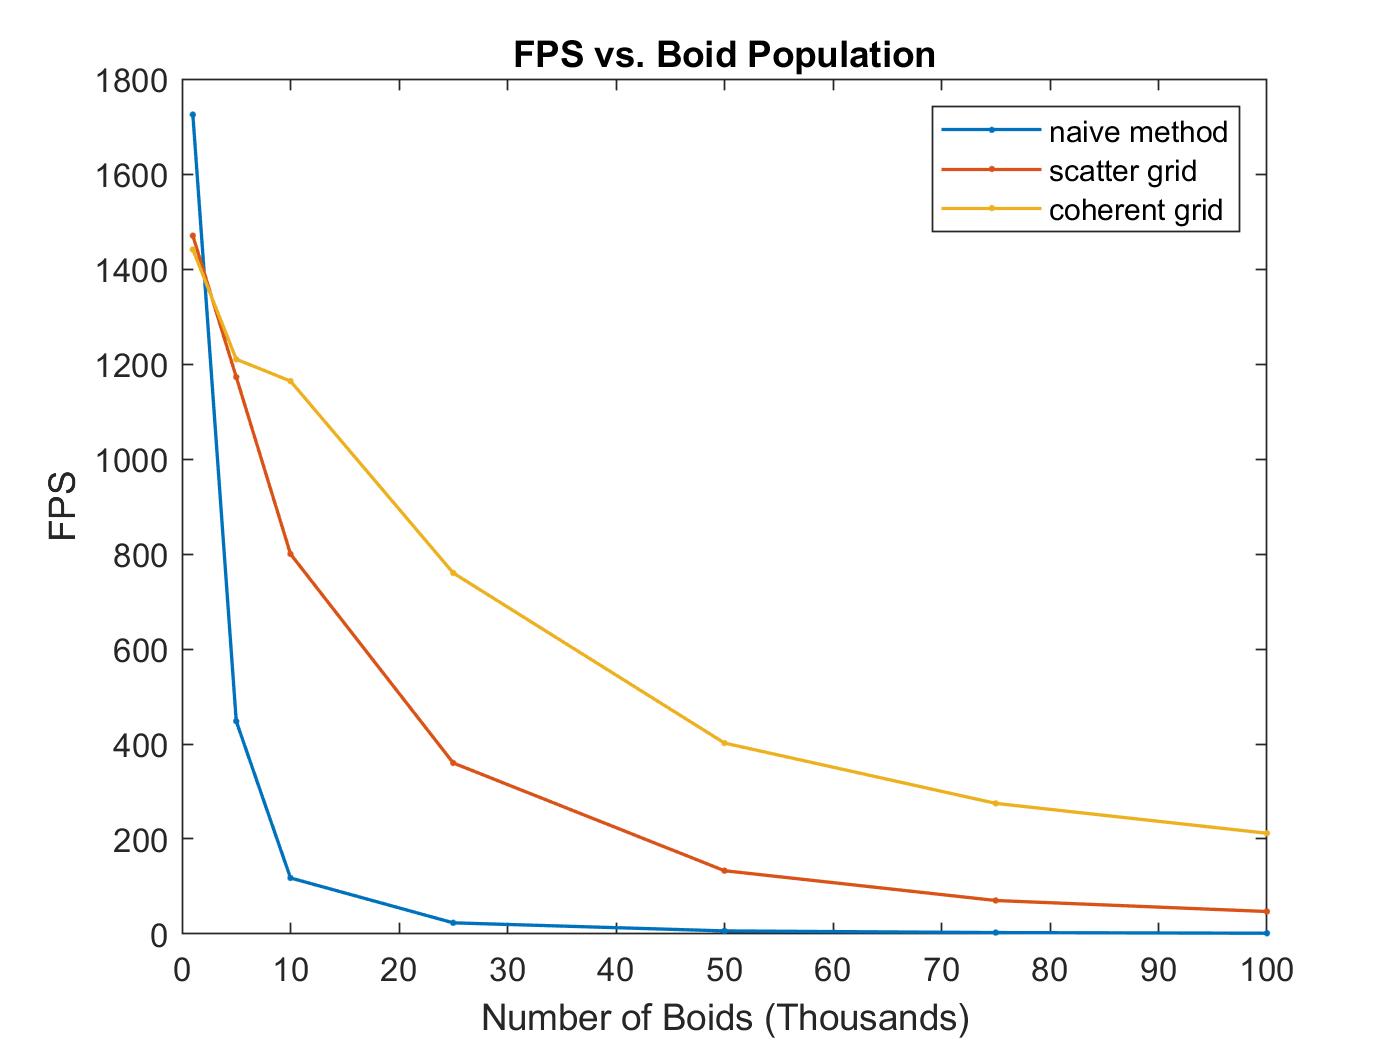 FPS vs. Boid Population
1800
1600
1400
1200
1000
800
600
400
200
0
FPS
naive method
scatter grid
coherent grid
0 10 20 30 40 50 60 70 80 90 100
Number of Boids (Thousands)